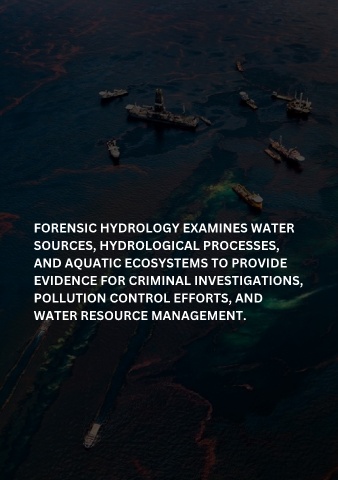 FORENSIC HYDROLOGY EXAMINES WATER
SOURCES, HYDROLOGICAL PROCESSES,
AND AQUATIC ECOSYSTEMS TO PROVIDE
EVIDENCE FOR CRIMINAL INVESTIGATIONS,
POLLUTION CONTROL EFFORTS, AND
WATER RESOURCE MANAGEMENT.